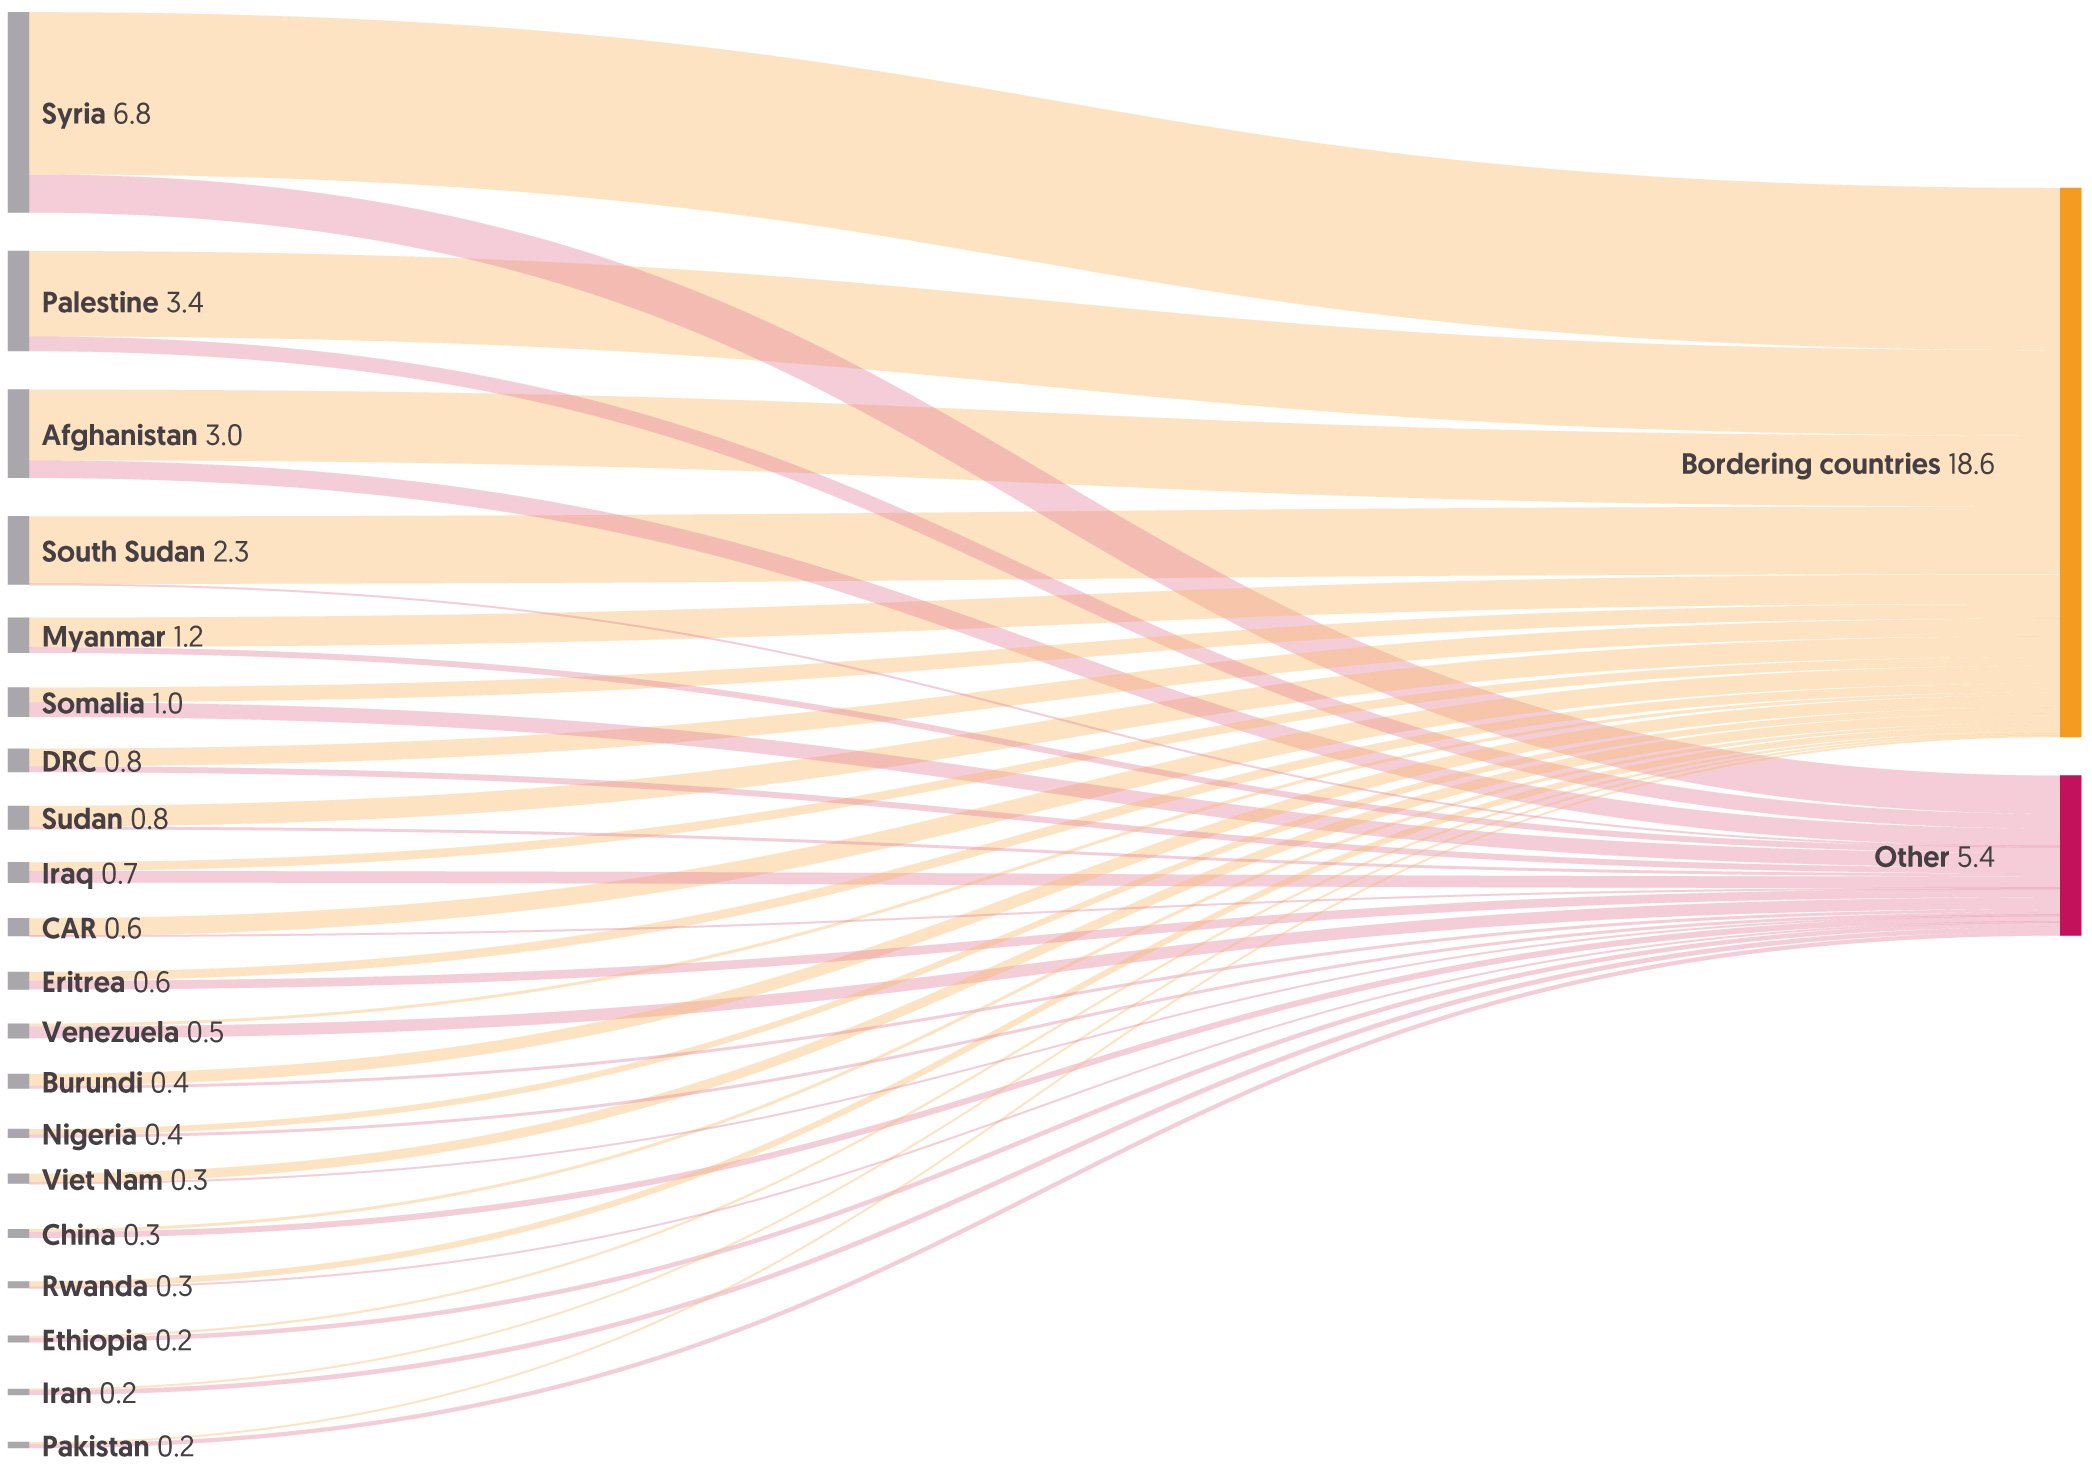 Syria 6.8
Palestine 3.4
Afghanistan 3.0
Bordering countries 18.6
South Sudan 2.3
Myanmar 1.2
Somalia 1.0
DRC 0.8
Sudan 0.8
Other 5.4
Iraq 0.7
CAR 0.6
Eritrea 0.6
Venezuela 0.5
Burundi 0.4
Nigeria 0.4
Viet Nam 0.3
China 0.3
Rwanda 0.3
Ethiopia 0.2
Iran 0.2
Pakistan 0.2